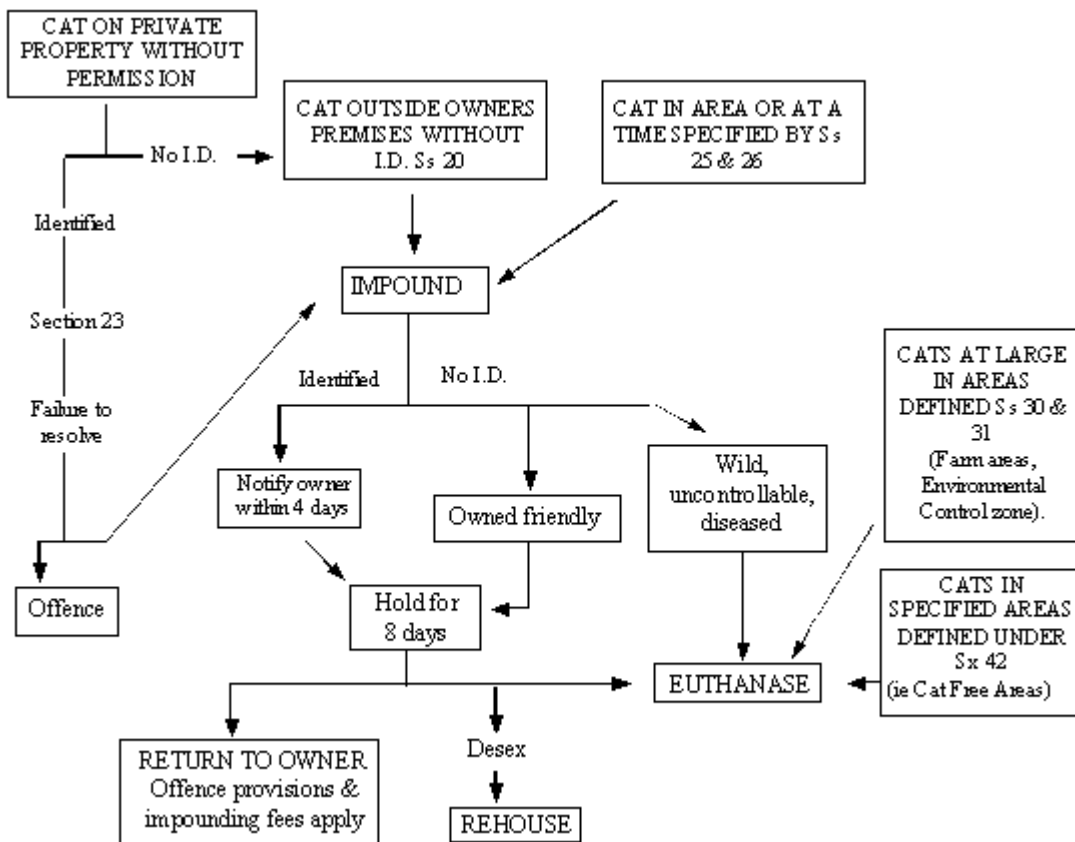 CAT ON PRIVATE
PROPERTY WITHOUT
PERMISSION
CAT OUTSIDE OWNERS
PREMISES WITHOUT
I.D. Ss 20
CAT IN AREA OR AT A
TIME SPECIFIED BY Ss
25 & 26
No I.D.
Identified
Section 23
Failure to
resolve
Offence
IMPOUND
Identified
No I.D.
Notify owner
within 4 days
Owned friendly
Wild,
uncontrollable,
diseased
CATS AT LARGE
IN AREAS
DEFINED Ss 30 &
31
(Farm areas,
Environmental
Control zone).
Hold for
8 days
CATS IN
SPECIFIED AREAS
DEFINED UNDER
Sx 42
(ie Cat Free Areas)
EUTHANASE
RETURN TO OWNER
Offence provisions &
impounding fees apply
Desex
REHOUSE